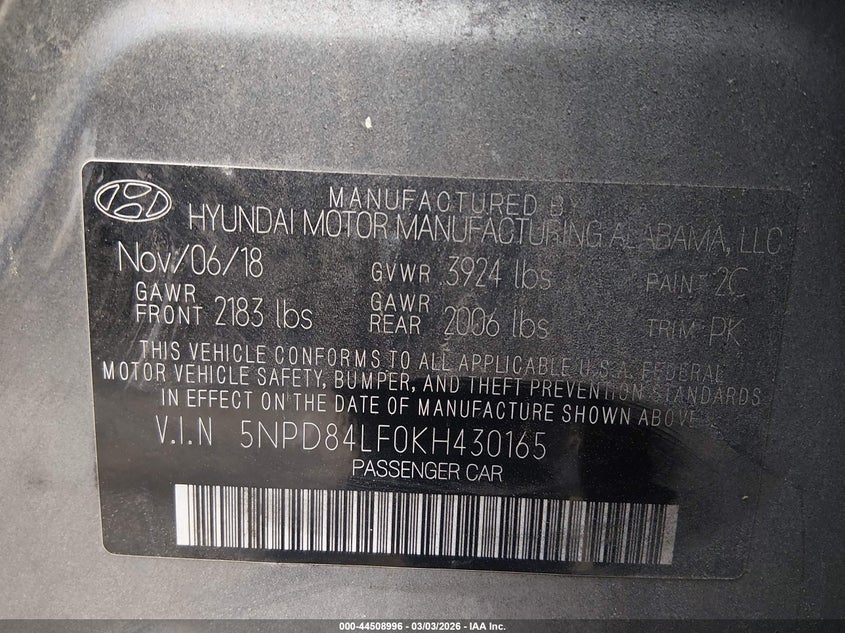 MANUFACTURED BY
HYUNDAI MOTOR MANUFACTURING ALABAMA, LLC
Nov/06/18 GVWR 3924 lbs PAINT 2C
GAWR FRONT 2183 lbs GAWR REAR 2006 lbs TRIM PK
THIS VEHICLE CONFORMS TO ALL APPLICABLE U.S.A. FEDERAL
MOTOR VEHICLE SAFETY, BUMPER, AND THEFT PREVENTION STANDARDS
IN EFFECT ON THE DATE OF MANUFACTURE SHOWN ABOVE
V.I.N 5NPD84LF0KH430165
PASSENGER CAR
000-44508996 - 03/03/2026 - IAA Inc.